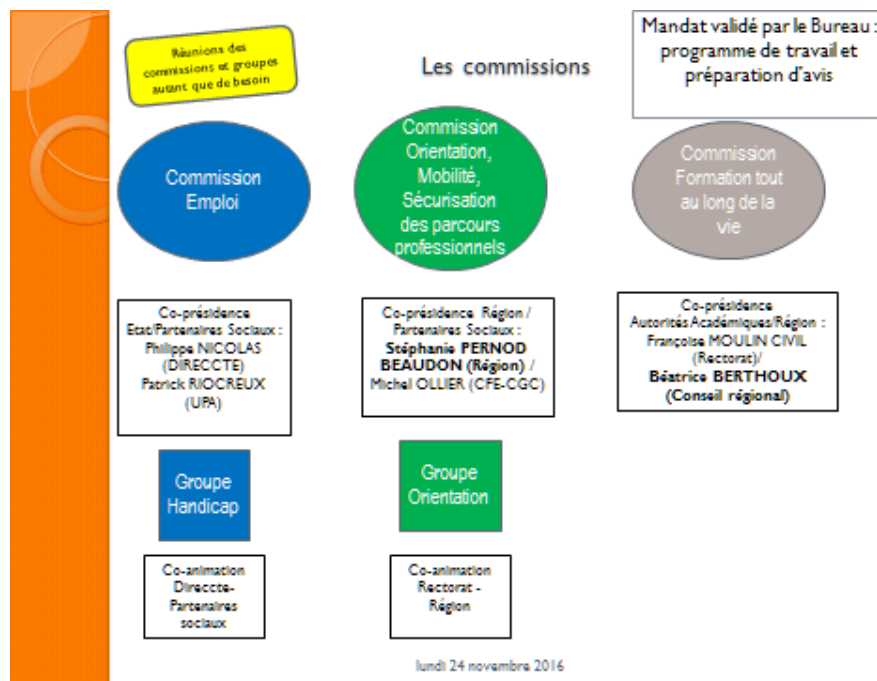 Réunions des
commissions et groupes
autant que de besoin
Les commissions
Mandat validé par le Bureau :
programme de travail et
préparation d'avis
Commission
Emploi
Commission
Orientation,
Mobilité,
Sécurisation
des parcours
professionnels
Commission
Formation tout
au long de la
vie
Co-présidence
Etat/Partenaires Sociaux :
Philippe NICOLAS
(DIRECCTE)
Patrick RIOCREUX
(UPA)
Co-présidence Région /
Partenaires Sociaux :
Stéphanie PERNOD
BEAUDON (Région) /
Michel OLLIER (CFE-CGC)
Co-présidence
Autorités Académiques/Région :
Françoise MOULIN CIVIL
(Rectorat)/
Béatrice BERTHOUX
(Conseil régional)
Groupe
Handicap
Groupe
Orientation
Co-animation
Direccte-
Partenaires
sociaux
Co-animation
Rectorat -
Région
lundi 24 novembre 2016